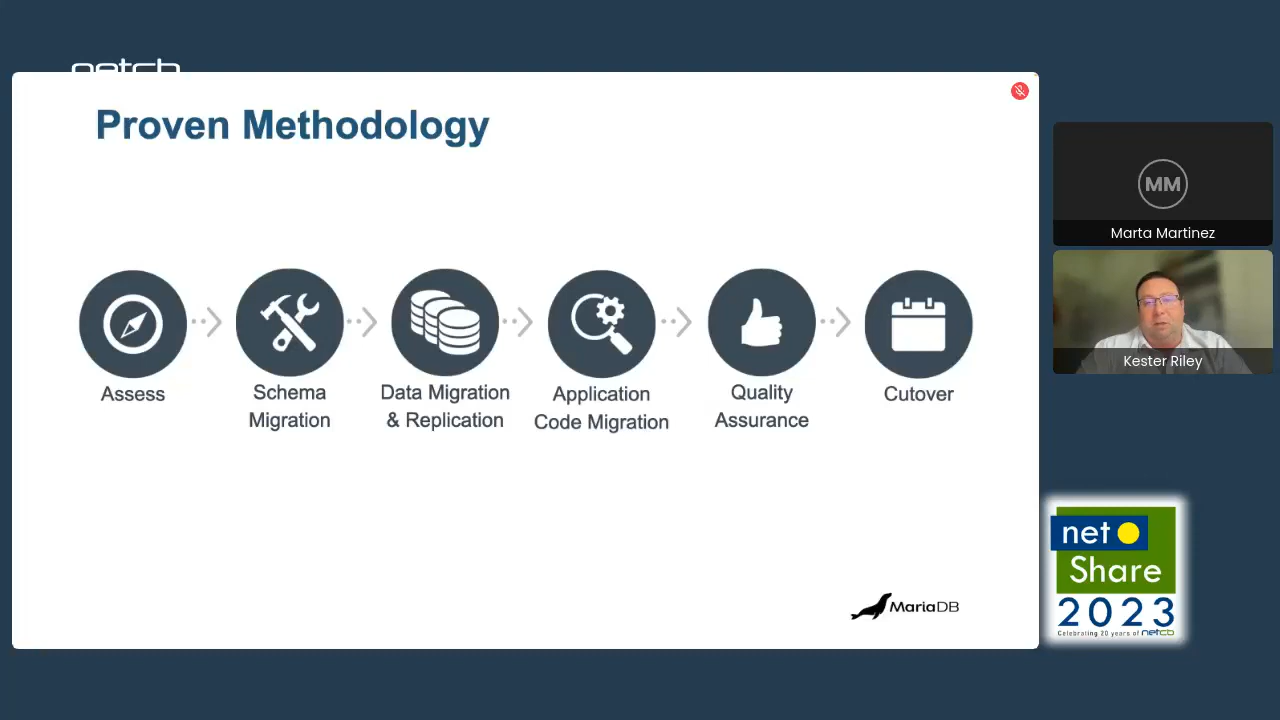 netcb
Proven Methodology
Assess
Schema
Migration
Data Migration
& Replication
Application
Code Migration
Quality
Assurance
Cutover
MariaDB
MM
Marta Martinez
Kester Riley
net
Share
2023
Celebrating 20 years of netcb